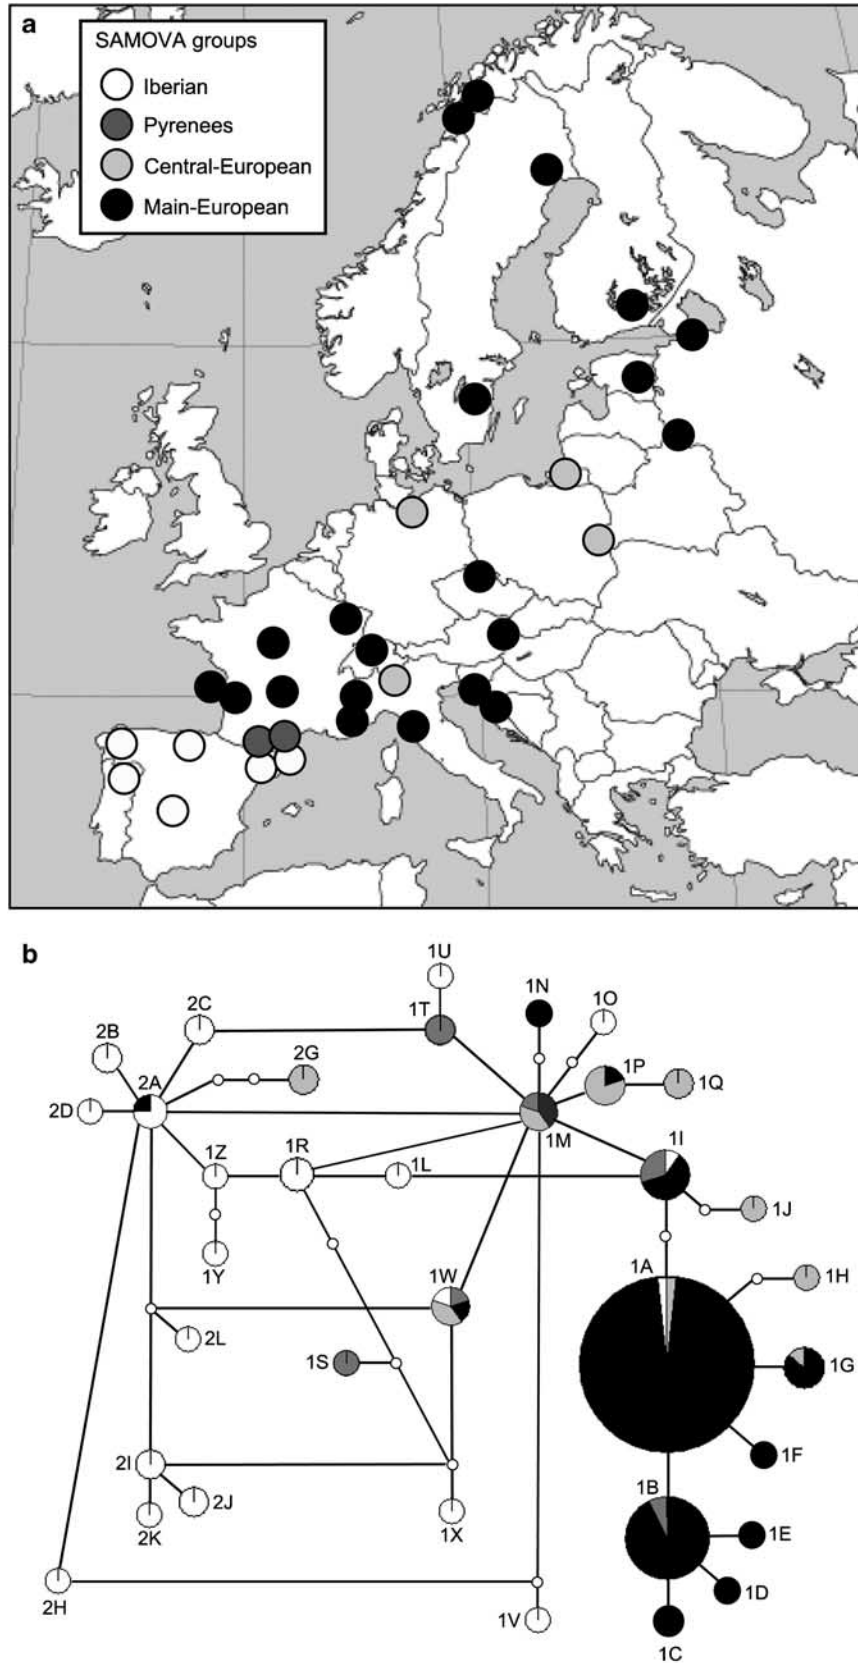 a
SAMOVA groups
Iberian
Pyrenees
Central-European
Main-European
b
1U
1N
2C
1T
1O
2B
2G
1P
2A
1Q
2D
1M
1Z
1R
1L
1I
1J
1Y
1A
1H
1W
2L
1S
1G
1F
2I
1B
2J
1E
2K
1X
1D
2H
1V
1C